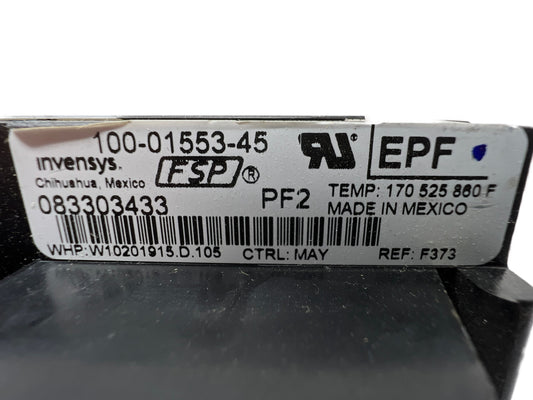 100-01553-45
invensys.
Chihuahua, Mexico
FSP®
EPF
083303433
PF2
TEMP: 170 525 860 F
MADE IN MEXICO
WHP:W10201915.D.105 CTRL: MAY REF: F373